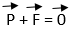 P⃗ + F⃗ = 0⃗